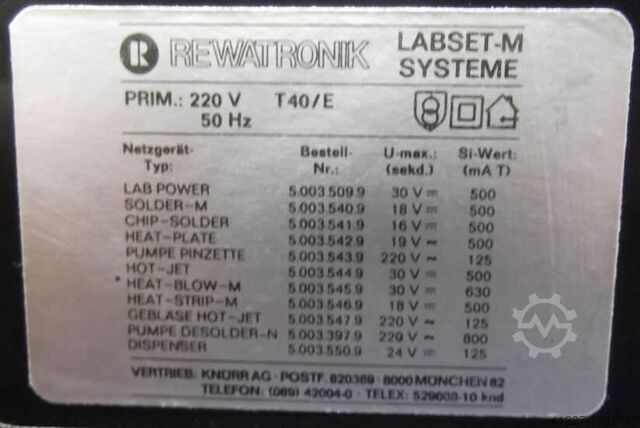 R REWATRONIK LABSET-M
SYSTEME
PRIM.: 220 V T40/E
50 Hz
Netzgerät- Bestell- U-max.: Si-Wert:
Typ: Nr.: (sekd.) (mA T)
LAB POWER 5.003.509.9 30 V 500
SOLDER-M 5.003.540.9 18 V 500
CHIP-SOLDER 5.003.541.9 16 V 500
HEAT-PLATE 5.003.542.9 19 V ~ 500
PUMPE PINZETTE 5.003.543.9 220 V ~ 125
HOT-JET 5.003.544.9 30 V 500
HEAT-BLOW-M 5.003.545.9 30 V 630
HEAT-STRIP-M 5.003.546.9 18 V 500
GEBLÄSE HOT-JET 5.003.547.9 220 V ~ 125
PUMPE DESOLDER-N 5.003.397.9 220 V ~ 800
DISPENSER 5.003.550.9 24 V 125
VERTRIEB: KNÜRR AG · POSTF. 820369 · 8000 MÜNCHEN 82
TELEFON: (089) 42004-0 · TELEX: 529608-10 knd